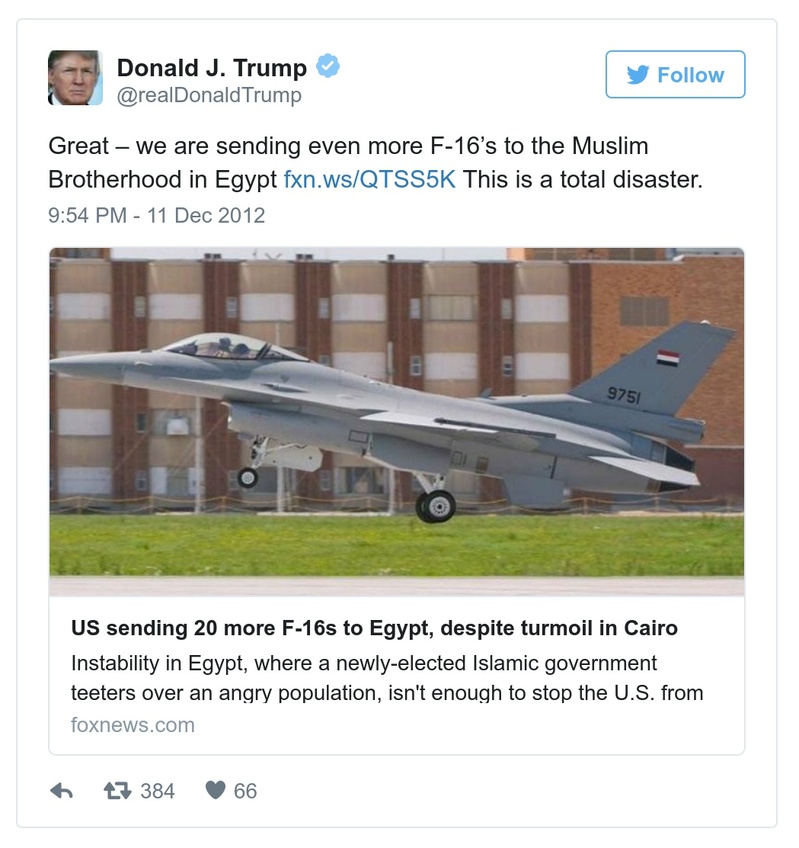 Donald J. Trump
@realDonaldTrump
Follow
Great – we are sending even more F-16’s to the Muslim
Brotherhood in Egypt fxn.ws/QTSS5K This is a total disaster.
9:54 PM - 11 Dec 2012
9751
US sending 20 more F-16s to Egypt, despite turmoil in Cairo
Instability in Egypt, where a newly-elected Islamic government
teeters over an angry population, isn't enough to stop the U.S. from
foxnews.com
384 66